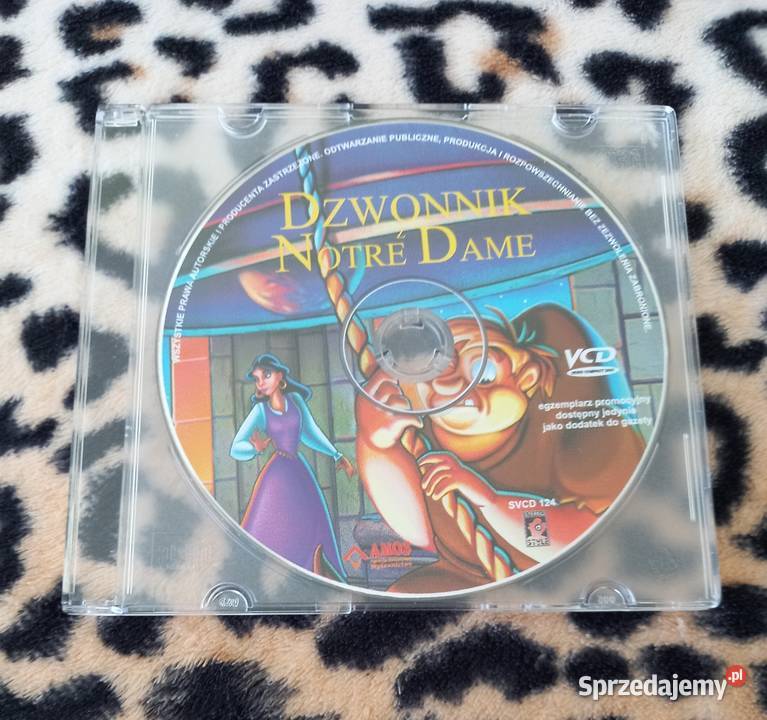 WSZYSTKIE PRAWA AUTORSKIE I PRODUCENTA ZASTRZEŻONE. ODTWARZANIE PUBLICZNE, PRODUKCJA I ROZPOWSZECHNIANIE BEZ ZEZWOLENIA ZABRONIONE.
DZWONNIK
Z NOTRE DAME
VCD
egzemplarz promocyjny
dostępny jedynie
jako dodatek do gazety
SVCD 124
AMOS
Wydawnictwo
Sprzedajemy.pl